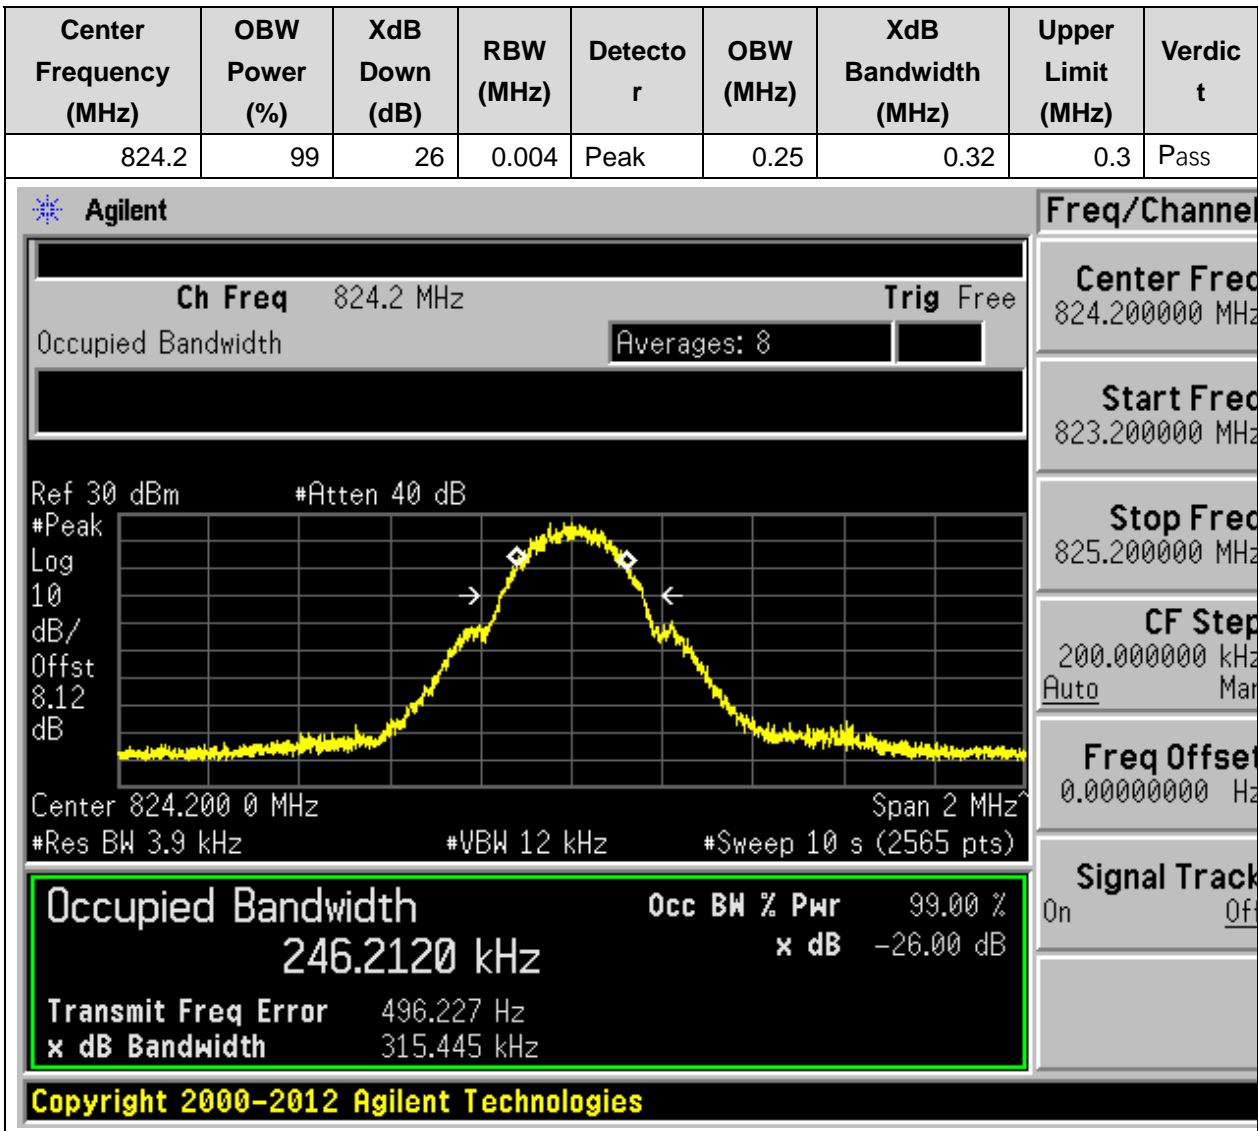 Center Frequency (MHz) OBW Power (%) XdB Down (dB) RBW (MHz) Detector OBW (MHz) XdB Bandwidth (MHz) Upper Limit (MHz) Verdict
824.2 99 26 0.004 Peak 0.25 0.32 0.3 Pass
Agilent
Freq/Channel
Ch Freq 824.2 MHz Trig Free
Occupied Bandwidth Averages: 8
Center Freq
824.200000 MHz
Start Freq
823.200000 MHz
Stop Freq
825.200000 MHz
CF Step
200.000000 kHz
Auto Man
Freq Offset
0.00000000 Hz
Signal Track
On Off
Ref 30 dBm #Atten 40 dB
#Peak
Log
10
dB/
Offst
8.12
dB
Center 824.200 0 MHz Span 2 MHz^
#Res BW 3.9 kHz #VBW 12 kHz #Sweep 10 s (2565 pts)
Occupied Bandwidth Occ BW % Pwr 99.00 %
246.2120 kHz x dB -26.00 dB
Transmit Freq Error 496.227 Hz
x dB Bandwidth 315.445 kHz
Copyright 2000-2012 Agilent Technologies